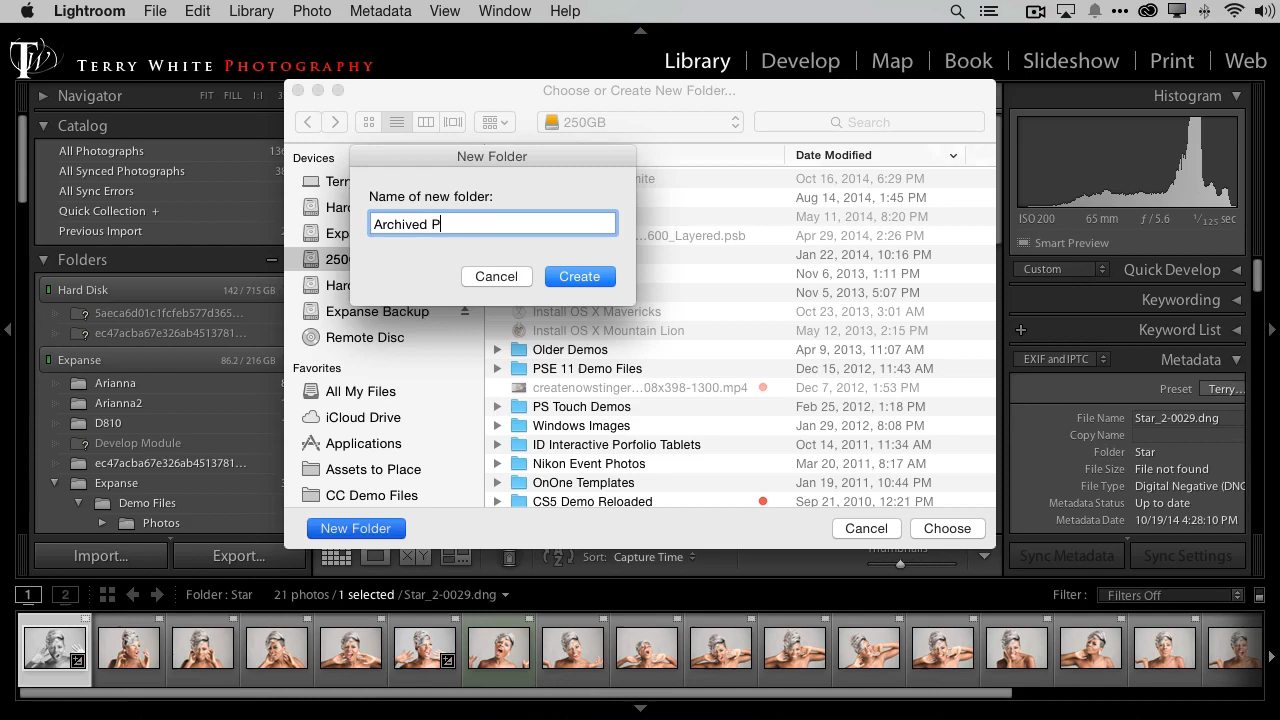 Lightroom File Edit Library Photo Metadata View Window Help
TERRY WHITE PHOTOGRAPHY
Library Develop Map Book Slideshow Print Web
Navigator FIT FILL 1:1
Catalog
All Photographs
All Synced Photographs
All Sync Errors
Quick Collection +
Previous Import
Folders
Hard Disk 142 / 715 GB
5aeca6d01c1fcfeb577d365...
ec47acba67e326ab4513781...
Expanse 86.2 / 216 GB
Arianna
Arianna2
D810
Develop Module
ec47acba67e326ab4513781...
Expanse
Demo Files
Photos
Import... Export...
Choose or Create New Folder...
250GB
Search
Devices
Remote Disc
Expanse Backup
Favorites
All My Files
iCloud Drive
Applications
Assets to Place
CC Demo Files
New Folder
Name of new folder:
Archived P
Cancel Create
Date Modified
Oct 16, 2014, 6:29 PM
Aug 14, 2014, 1:45 PM
May 11, 2014, 8:20 PM
...600_Layered.psb Apr 29, 2014, 2:26 PM
Jan 22, 2014, 10:16 PM
Nov 6, 2013, 1:11 PM
Nov 5, 2013, 5:07 PM
Install OS X Mavericks Oct 23, 2013, 3:01 AM
Install OS X Mountain Lion May 12, 2013, 2:15 PM
Older Demos Apr 9, 2013, 11:07 AM
PSE 11 Demo Files Dec 15, 2012, 11:43 AM
createnowstinger...08x398-1300.mp4 Dec 7, 2012, 1:53 PM
PS Touch Demos Feb 25, 2012, 1:18 PM
Windows Images Jan 29, 2012, 8:08 PM
ID Interactive Porfolio Tablets Oct 14, 2011, 11:34 AM
Nikon Event Photos Mar 20, 2011, 8:17 AM
OnOne Templates Jan 19, 2011, 10:44 PM
CS5 Demo Reloaded Sep 21, 2010, 12:21 PM
New Folder Cancel Choose
Sort: Capture Time
Thumbnails
Histogram
ISO 200 65 mm ƒ / 5.6 1/125 sec
Smart Preview
Custom Quick Develop
Keywording
Keyword List
EXIF and IPTC Metadata
Preset Terry...
File Name Star_2-0029.dng
Copy Name
Folder Star
File Size File not found
File Type Digital Negative (DNG
Metadata Status Up to date
Metadata Date 10/19/14 4:28:10 PM
Sync Metadata Sync Settings
1 2 Folder : Star 21 photos / 1 selected / Star_2-0029.dng Filter : Filters Off